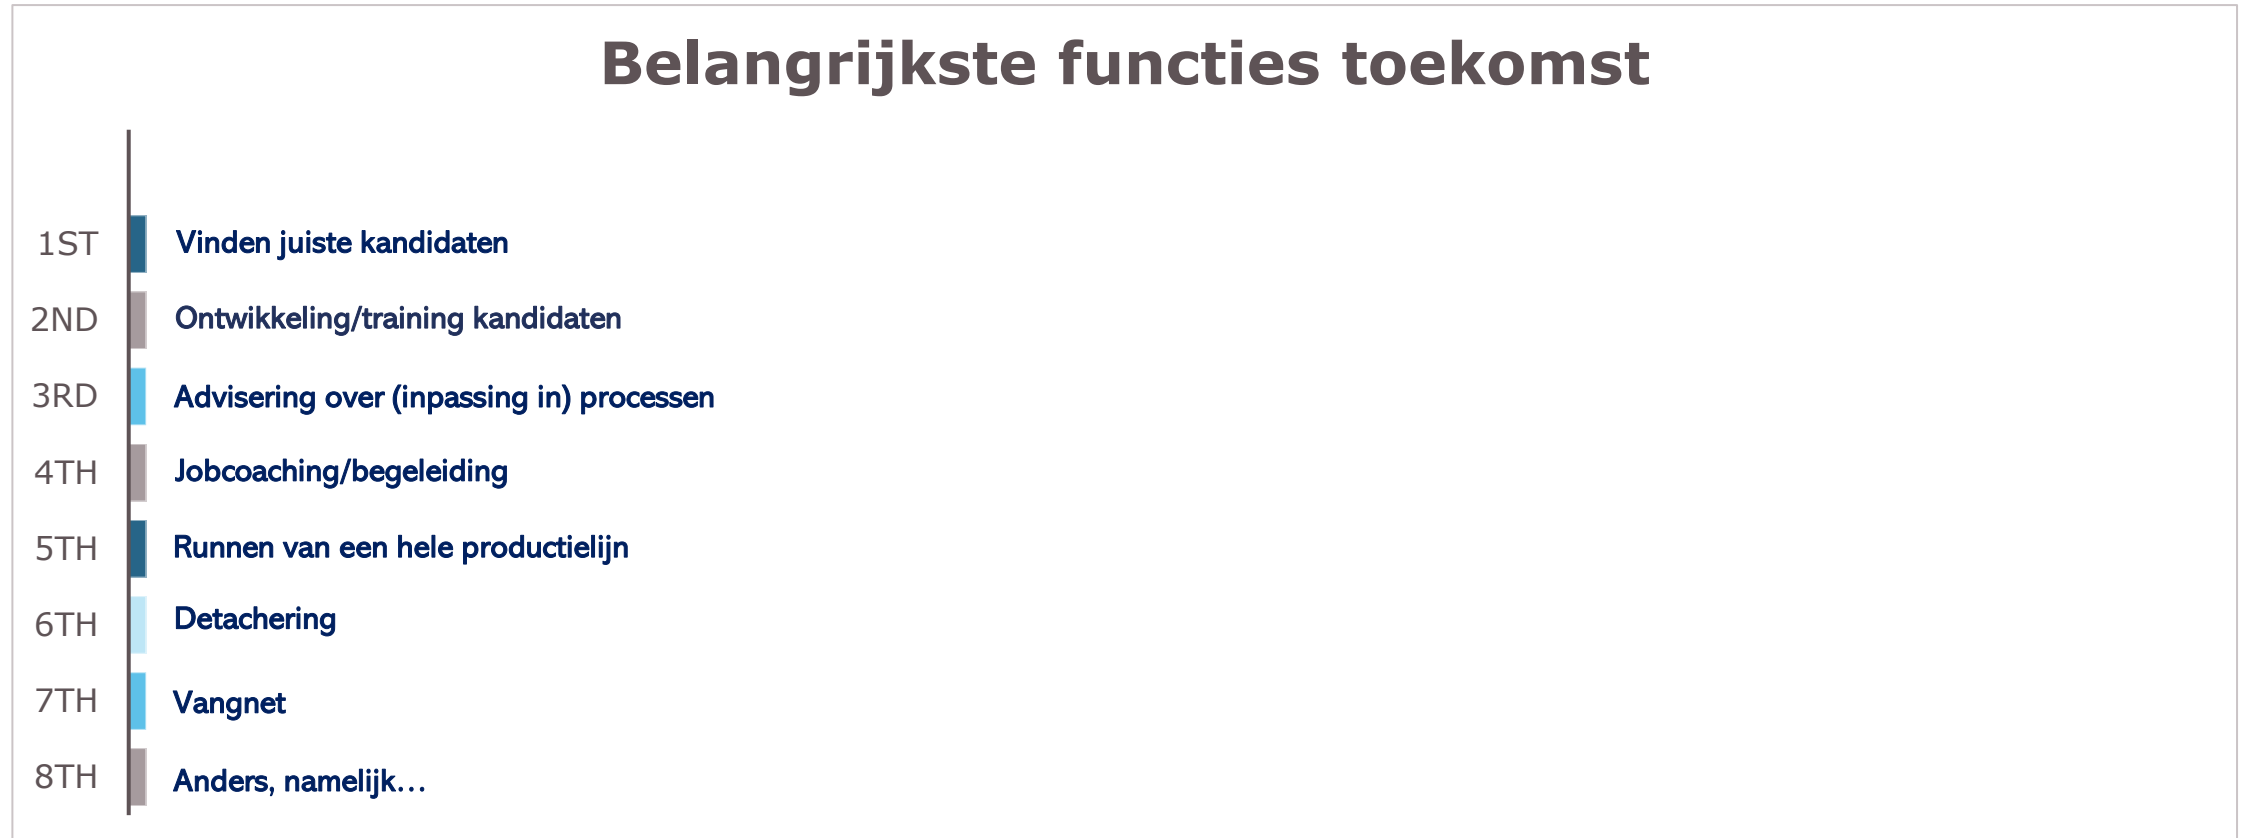 Belangrijkste functies toekomst
1ST Vinden juiste kandidaten
2ND Ontwikkeling/training kandidaten
3RD Advisering over (inpassing in) processen
4TH Jobcoaching/begeleiding
5TH Runnen van een hele productielijn
6TH Detachering
7TH Vangnet
8TH Anders, namelijk...